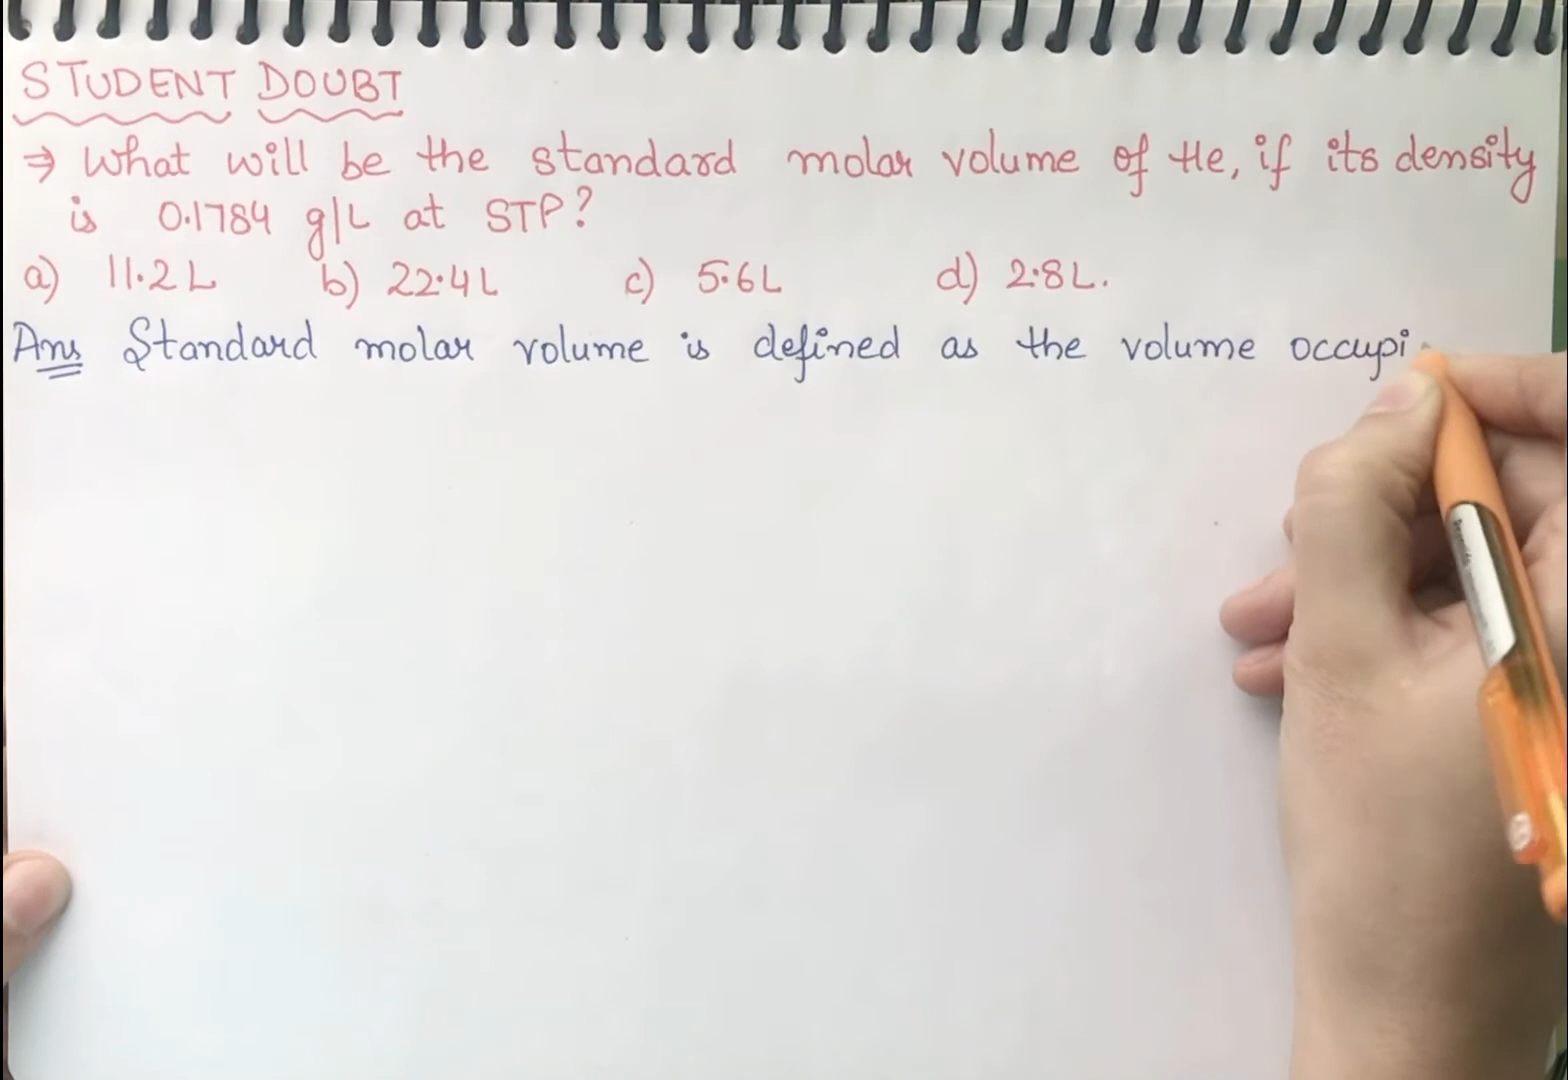 STUDENT DOUBT
⇒ What will be the standard molar volume of He, if its density
is 0.1784 g/L at STP?
a) 11.2 L b) 22.4 L c) 5.6 L d) 2.8 L.
Ans Standard molar volume is defined as the volume occupi